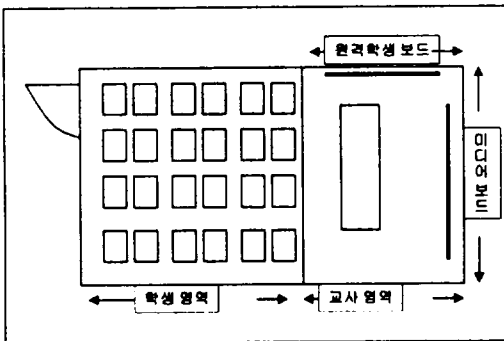 원격학생 보드
미디어 보드
학생 영역
교사 영역